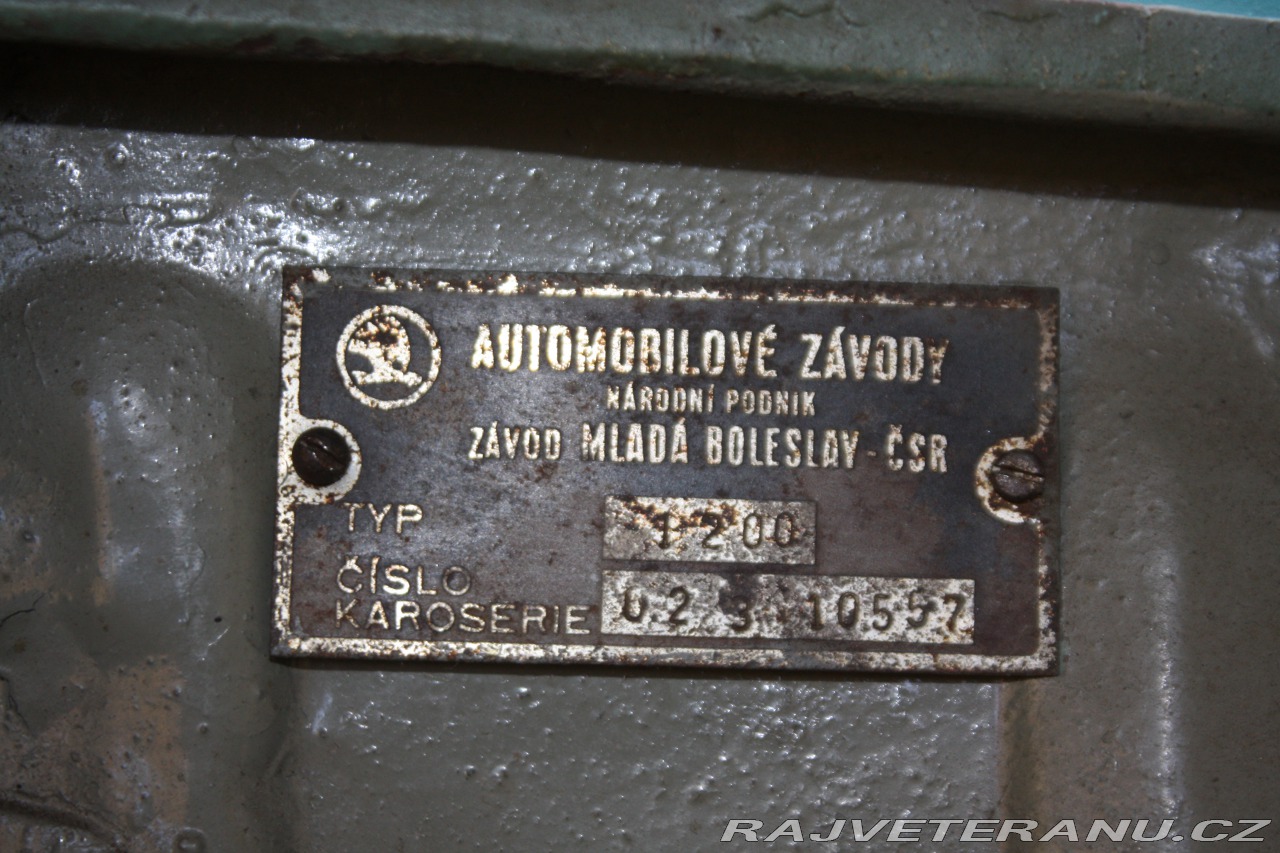 AUTOMOBILOVÉ ZÁVODY
NÁRODNÍ PODNIK
ZÁVOD MLADÁ BOLESLAV - ČSR
TYP 1200
ČÍSLO
KAROSERIE 02 3 10557
RAJVETERANU.CZ